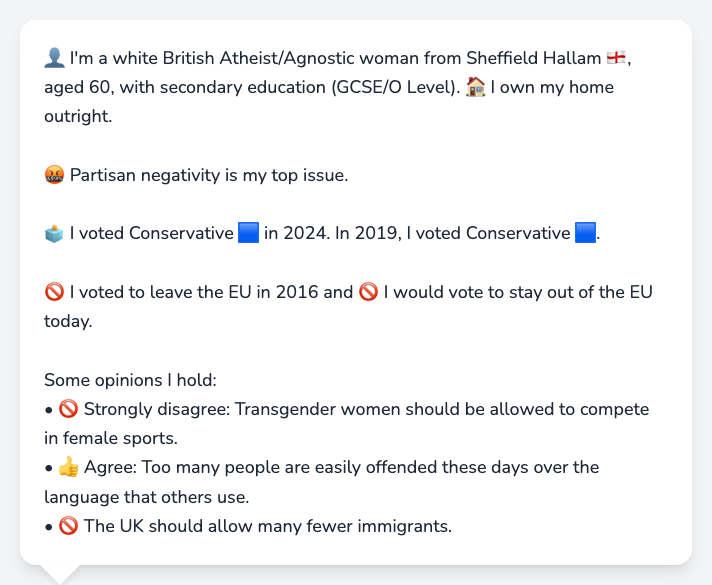 👤 I'm a white British Atheist/Agnostic woman from Sheffield Hallam 🏴󠁧󠁢󠁥󠁮󠁧󠁿,
aged 60, with secondary education (GCSE/O Level). 🏠 I own my home
outright.
🤬 Partisan negativity is my top issue.
🗳️ I voted Conservative 🟦 in 2024. In 2019, I voted Conservative 🟦.
🚫 I voted to leave the EU in 2016 and 🚫 I would vote to stay out of the EU
today.
Some opinions I hold:
• 🚫 Strongly disagree: Transgender women should be allowed to compete
in female sports.
• 👍 Agree: Too many people are easily offended these days over the
language that others use.
• 🚫 The UK should allow many fewer immigrants.